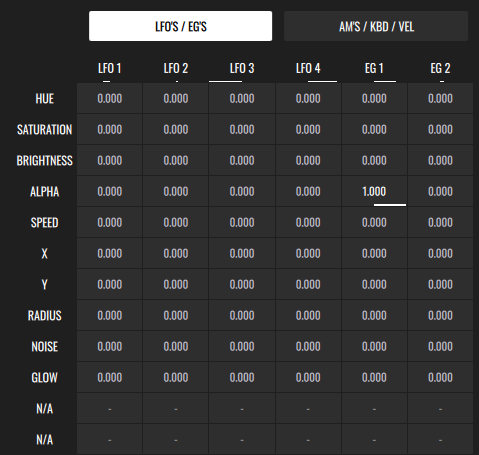 LFO'S / EG'S AM'S / KBD / VEL
LFO 1 LFO 2 LFO 3 LFO 4 EG 1 EG 2
HUE 0.000 0.000 0.000 0.000 0.000 0.000
SATURATION 0.000 0.000 0.000 0.000 0.000 0.000
BRIGHTNESS 0.000 0.000 0.000 0.000 0.000 0.000
ALPHA 0.000 0.000 0.000 0.000 1.000 0.000
SPEED 0.000 0.000 0.000 0.000 0.000 0.000
X 0.000 0.000 0.000 0.000 0.000 0.000
Y 0.000 0.000 0.000 0.000 0.000 0.000
RADIUS 0.000 0.000 0.000 0.000 0.000 0.000
NOISE 0.000 0.000 0.000 0.000 0.000 0.000
GLOW 0.000 0.000 0.000 0.000 0.000 0.000
N/A - - - - - -
N/A - - - - - -